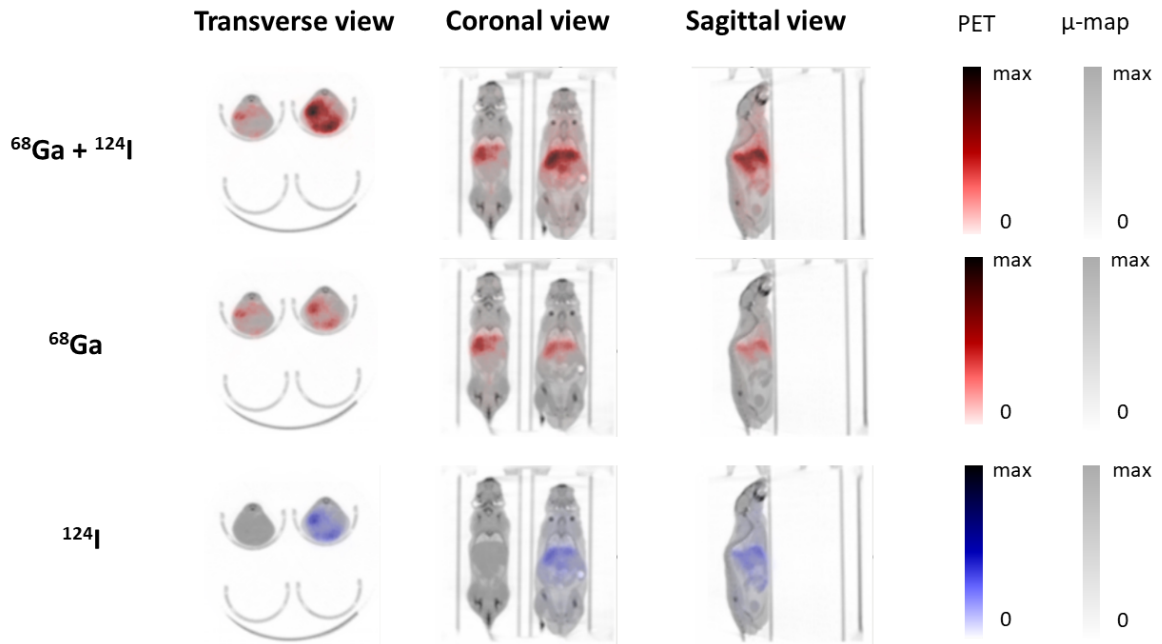 Transverse view Coronal view Sagittal view PET μ-map
⁶⁸Ga + ¹²⁴I
max max
0 0
⁶⁸Ga
max max
0 0
¹²⁴I
max max
0 0